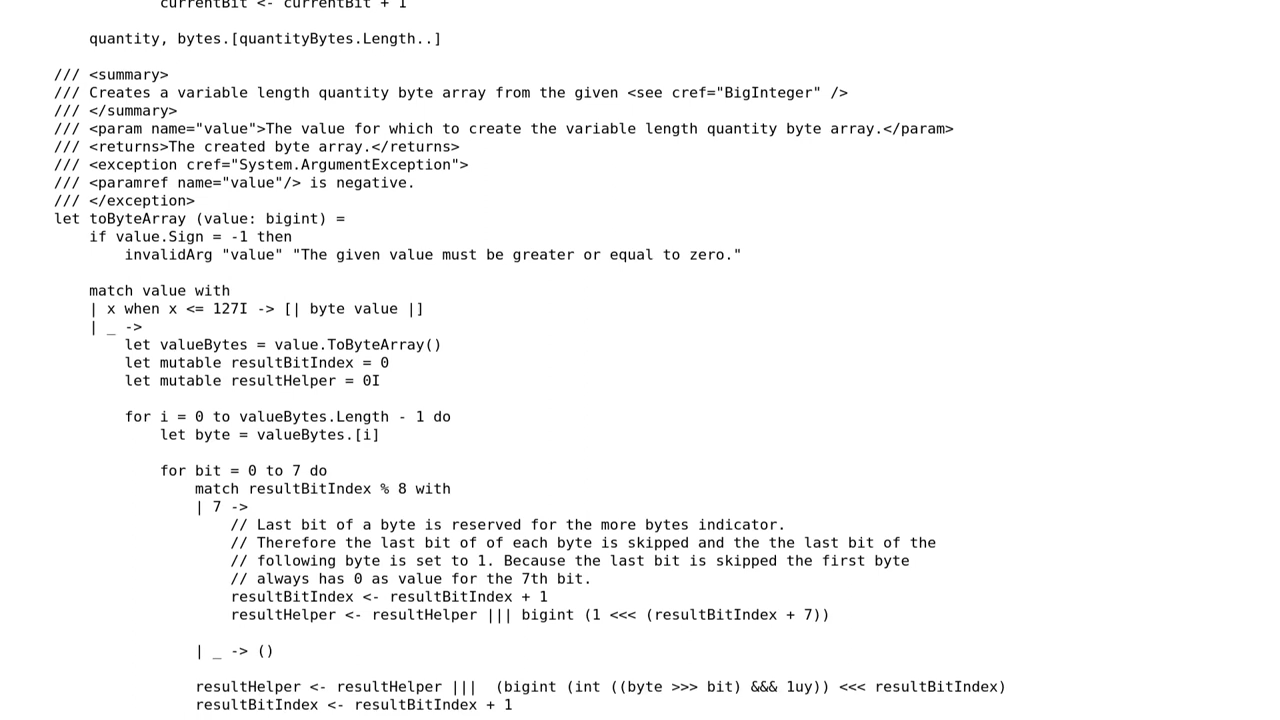 currentBit <- currentBit + 1
quantity, bytes.[quantityBytes.Length..]
/// <summary>
/// Creates a variable length quantity byte array from the given <see cref="BigInteger" />
/// </summary>
/// <param name="value">The value for which to create the variable length quantity byte array.</param>
/// <returns>The created byte array.</returns>
/// <exception cref="System.ArgumentException">
/// <paramref name="value"/> is negative.
/// </exception>
let toByteArray (value: bigint) =
if value.Sign = -1 then
invalidArg "value" "The given value must be greater or equal to zero."
match value with
| x when x <= 127I -> [| byte value |]
| _ ->
let valueBytes = value.ToByteArray()
let mutable resultBitIndex = 0
let mutable resultHelper = 0I
for i = 0 to valueBytes.Length - 1 do
let byte = valueBytes.[i]
for bit = 0 to 7 do
match resultBitIndex % 8 with
| 7 ->
// Last bit of a byte is reserved for the more bytes indicator.
// Therefore the last bit of of each byte is skipped and the the last bit of the
// following byte is set to 1. Because the last bit is skipped the first byte
// always has 0 as value for the 7th bit.
resultBitIndex <- resultBitIndex + 1
resultHelper <- resultHelper ||| bigint (1 <<< (resultBitIndex + 7))
| _ -> ()
resultHelper <- resultHelper |||  (bigint (int ((byte >>> bit) &&& 1uy)) <<< resultBitIndex)
resultBitIndex <- resultBitIndex + 1